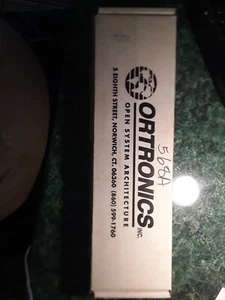 ORTRONICS INC.
OPEN SYSTEM ARCHITECTURE
5 EIGHTH STREET, NORWICH, CT. 06360 (860) 599-1760
568A